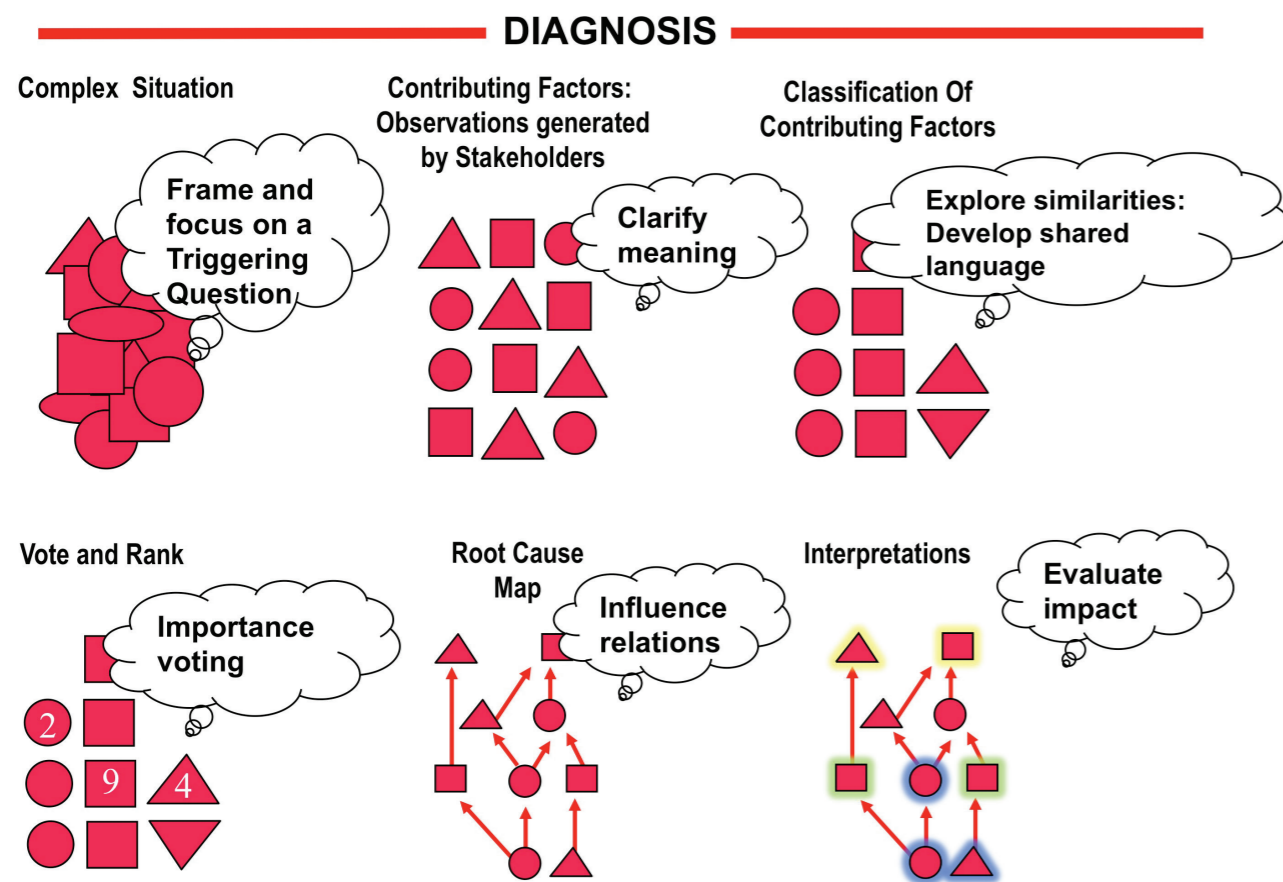 DIAGNOSIS
Complex Situation
Frame and
focus on a
Triggering
Question
Contributing Factors:
Observations generated
by Stakeholders
Clarify
meaning
Classification Of
Contributing Factors
Explore similarities:
Develop shared
language
Vote and Rank
Importance
voting
2
9
4
Root Cause
Map
Influence
relations
Interpretations
Evaluate
impact